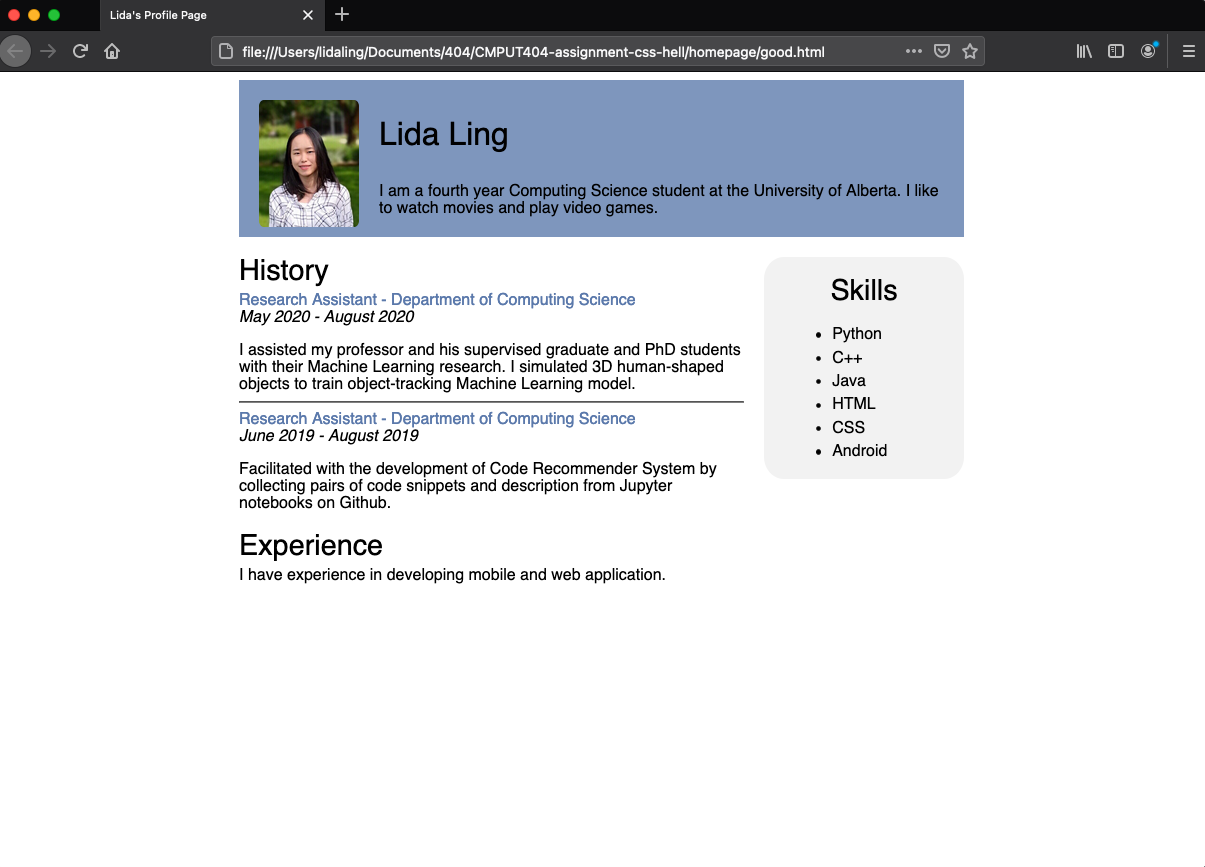 Lida's Profile Page
file:///Users/lidaling/Documents/404/CMPUT404-assignment-css-hell/homepage/good.html
Lida Ling
I am a fourth year Computing Science student at the University of Alberta. I like
to watch movies and play video games.
History
Research Assistant - Department of Computing Science
May 2020 - August 2020
I assisted my professor and his supervised graduate and PhD students
with their Machine Learning research. I simulated 3D human-shaped
objects to train object-tracking Machine Learning model.
Research Assistant - Department of Computing Science
June 2019 - August 2019
Facilitated with the development of Code Recommender System by
collecting pairs of code snippets and description from Jupyter
notebooks on Github.
Experience
I have experience in developing mobile and web application.
Skills
• Python
• C++
• Java
• HTML
• CSS
• Android